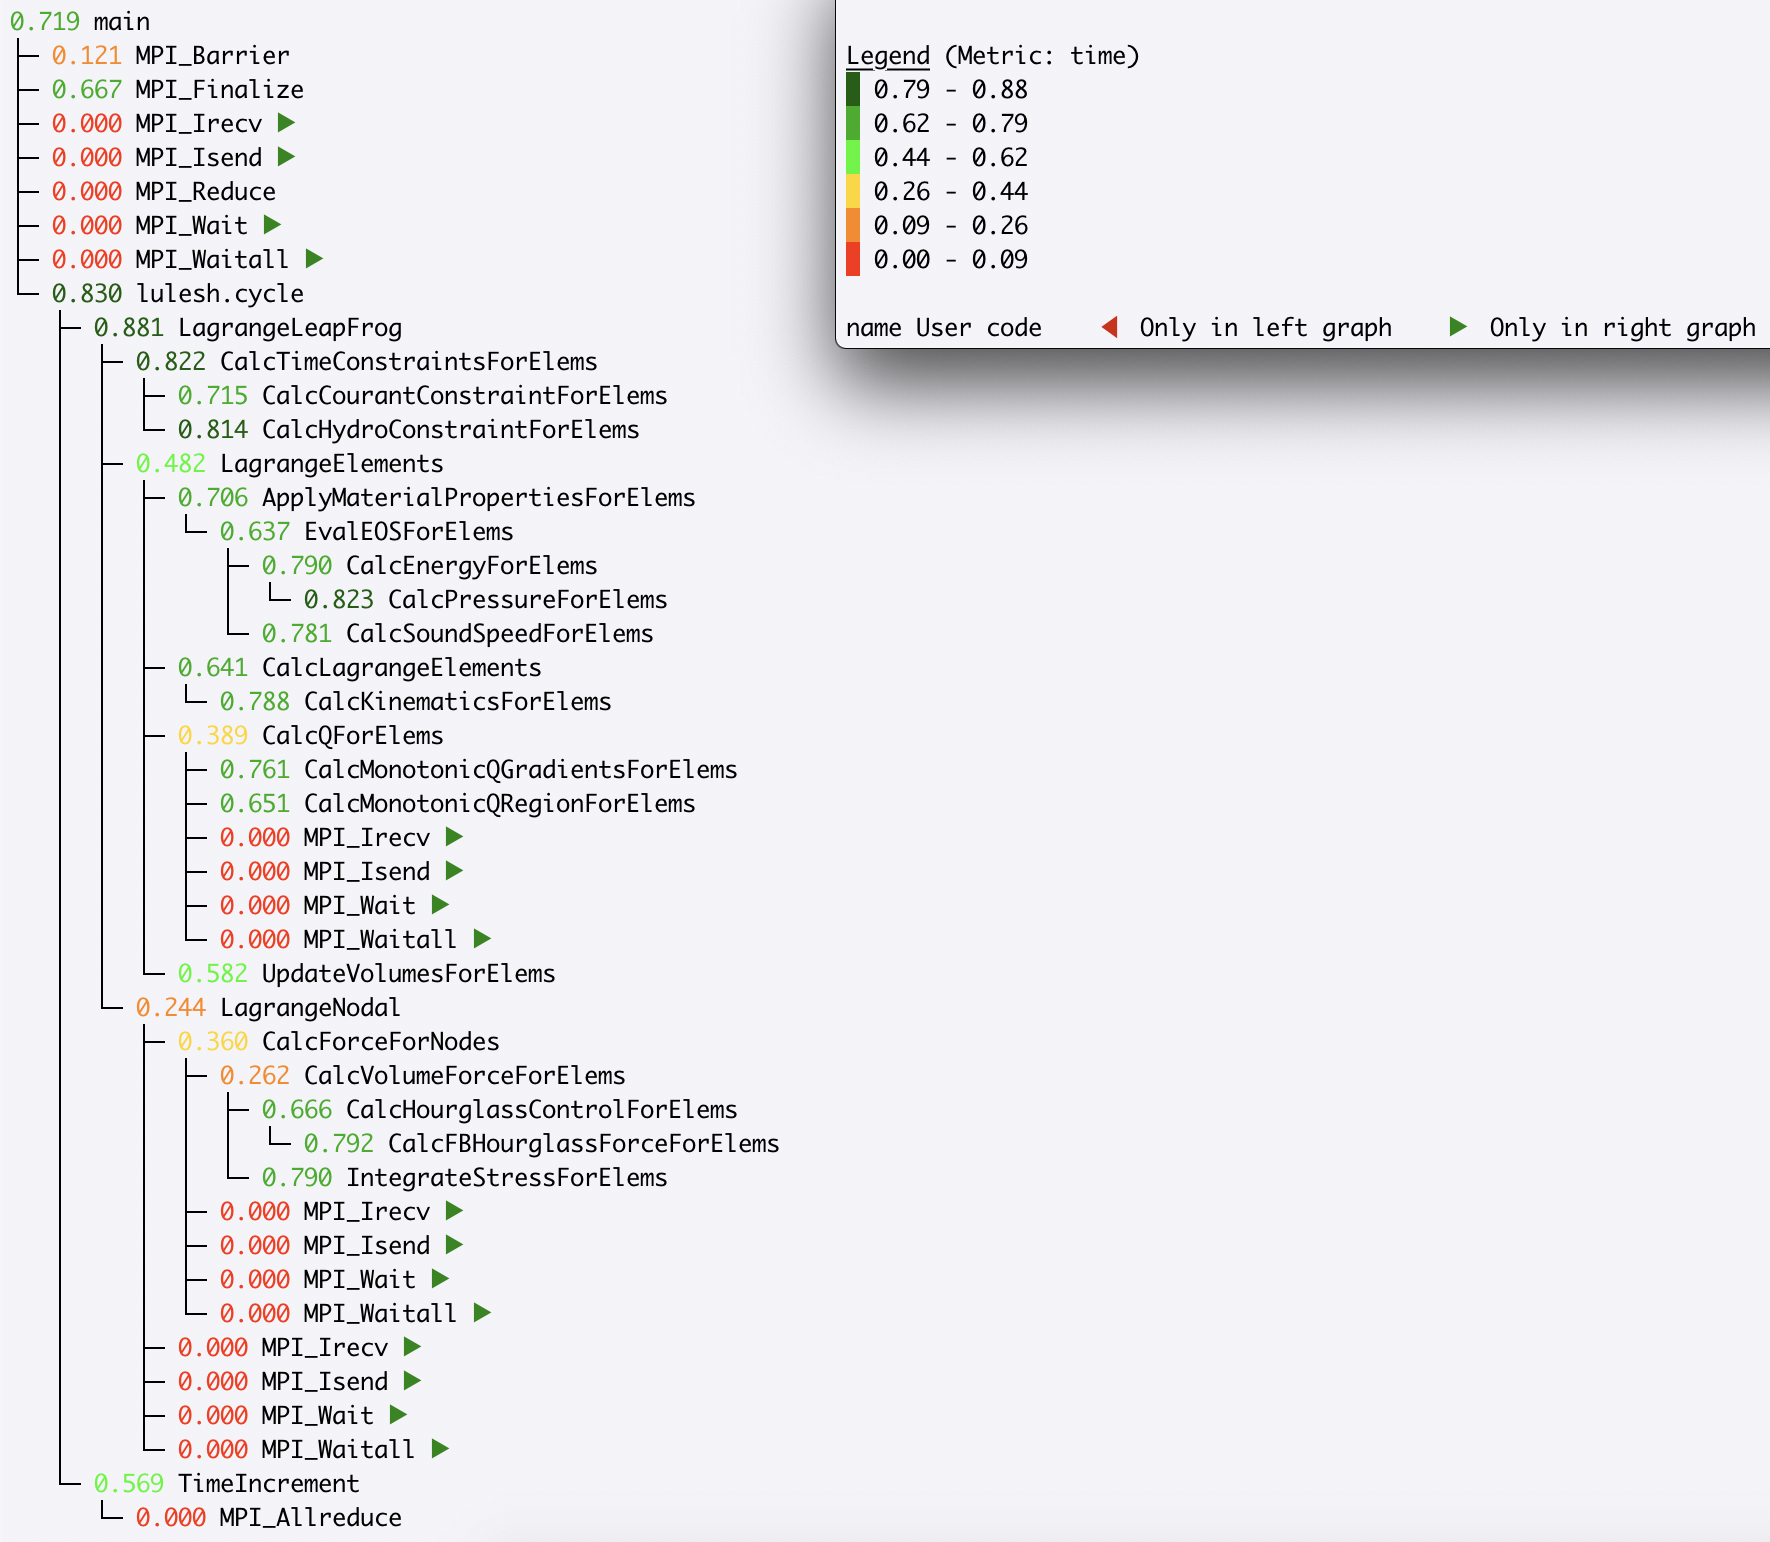 0.719 main
0.121 MPI_Barrier
0.667 MPI_Finalize
0.000 MPI_Irecv ▶
0.000 MPI_Isend ▶
0.000 MPI_Reduce
0.000 MPI_Wait ▶
0.000 MPI_Waitall ▶
0.830 lulesh.cycle
0.881 LagrangeLeapFrog
0.822 CalcTimeConstraintsForElems
0.715 CalcCourantConstraintForElems
0.814 CalcHydroConstraintForElems
0.482 LagrangeElements
0.706 ApplyMaterialPropertiesForElems
0.637 EvalEOSForElems
0.790 CalcEnergyForElems
0.823 CalcPressureForElems
0.781 CalcSoundSpeedForElems
0.641 CalcLagrangeElements
0.788 CalcKinematicsForElems
0.389 CalcQForElems
0.761 CalcMonotonicQGradientsForElems
0.651 CalcMonotonicQRegionForElems
0.000 MPI_Irecv ▶
0.000 MPI_Isend ▶
0.000 MPI_Wait ▶
0.000 MPI_Waitall ▶
0.582 UpdateVolumesForElems
0.244 LagrangeNodal
0.360 CalcForceForNodes
0.262 CalcVolumeForceForElems
0.666 CalcHourglassControlForElems
0.792 CalcFBHourglassForceForElems
0.790 IntegrateStressForElems
0.000 MPI_Irecv ▶
0.000 MPI_Isend ▶
0.000 MPI_Wait ▶
0.000 MPI_Waitall ▶
0.000 MPI_Irecv ▶
0.000 MPI_Isend ▶
0.000 MPI_Wait ▶
0.000 MPI_Waitall ▶
0.569 TimeIncrement
0.000 MPI_Allreduce
Legend (Metric: time)
0.79 - 0.88
0.62 - 0.79
0.44 - 0.62
0.26 - 0.44
0.09 - 0.26
0.00 - 0.09
name User code ◀ Only in left graph ▶ Only in right graph